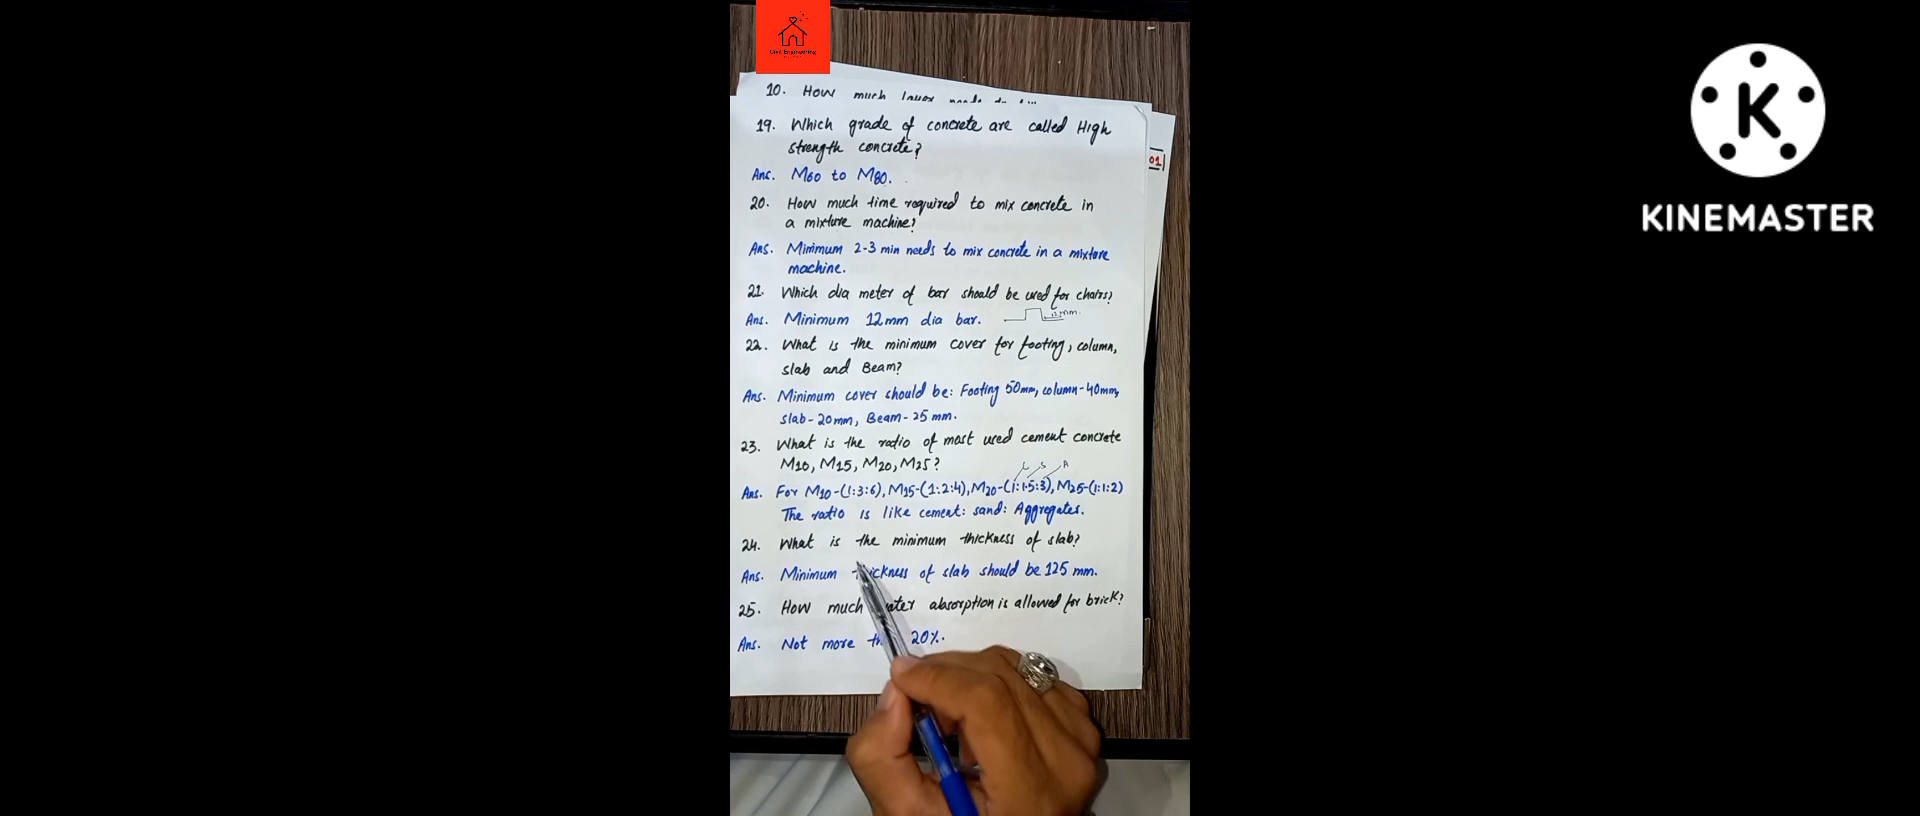 Civil Engineering
10. How much
19. Which grade of concrete are called High
strength concrete?
Ans. M60 to M80.
20. How much time required to mix concrete in
a mixture machine?
Ans. Minimum 2-3 min needs to mix concrete in a mixture
machine.
21. Which dia meter of bar should be used for chairs?
Ans. Minimum 12mm dia bar. 12mm.
22. What is the minimum cover for footing, column,
slab and Beam?
Ans. Minimum cover should be: Footing 50mm, column-40mm,
slab-20mm, Beam-25mm.
23. What is the ratio of most used cement concrete
M10, M15, M20, M25?
C S A
Ans. For M10-(1:3:6), M15-(1:2:4), M20-(1:1.5:3), M25-(1:1:2)
The ratio is like cement: sand: Aggregates.
24. What is the minimum thickness of slab?
Ans. Minimum thickness of slab should be 125 mm.
25. How much water absorption is allowed for brick?
Ans. Not more 20%.
01
K
KINEMASTER